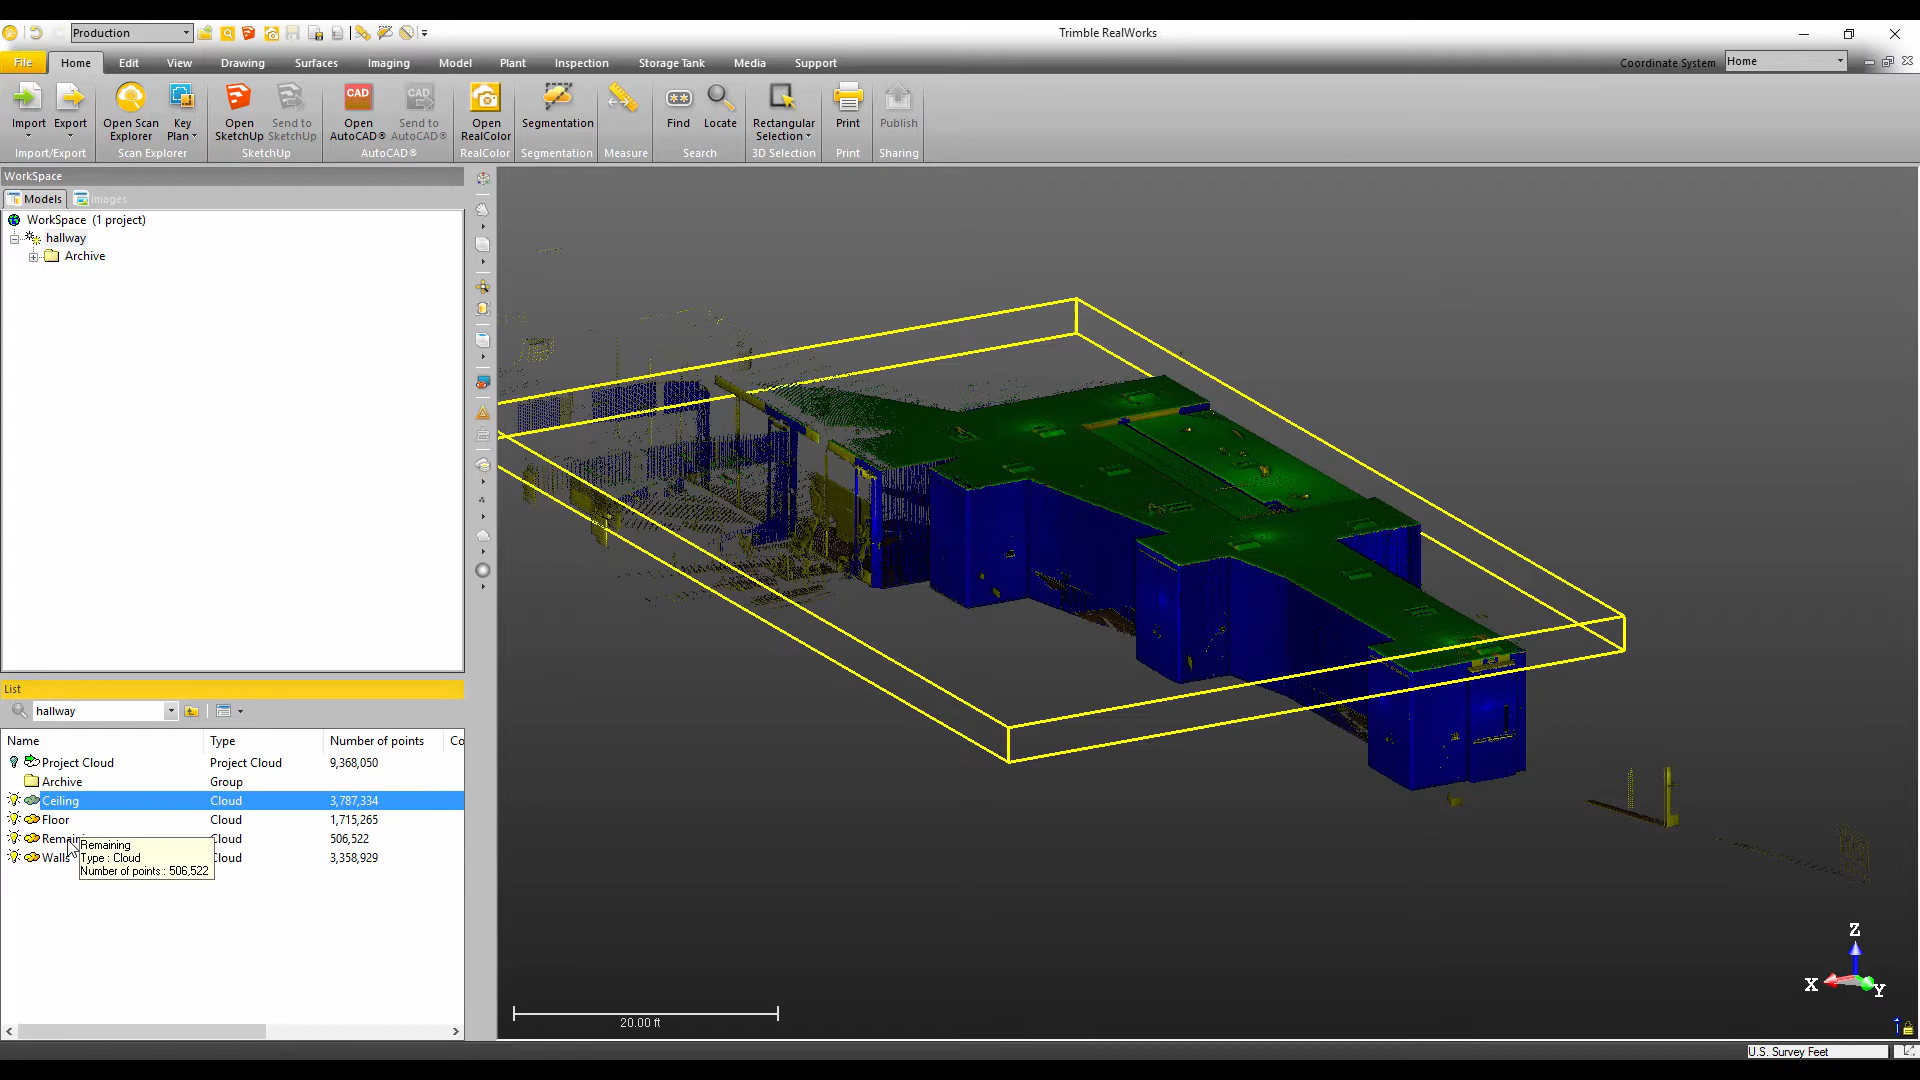 Production
Trimble RealWorks
File Home Edit View Drawing Surfaces Imaging Model Plant Inspection Storage Tank Media Support
Coordinate System Home
Import Export
Open Scan Explorer
Key Plan
CAD
CAD
Open SketchUp
Send to SketchUp
Open AutoCAD®
Send to AutoCAD®
Open RealColor
Segmentation
Find Locate
Rectangular Selection
Print
Publish
Import/Export Scan Explorer SketchUp AutoCAD® RealColor Segmentation Measure Search 3D Selection Print Sharing
WorkSpace
Models Images
WorkSpace (1 project)
hallway
Archive
List
hallway
Name Type Number of points Co
Project Cloud Project Cloud 9,368,050
Archive Group
Ceiling Cloud 3,787,334
Floor Cloud 1,715,265
Remaini Cloud 506,522
Walls Cloud 3,358,929
Remaining
Type : Cloud
Number of points : 506,522
20.00 ft
Z
X
Y
U.S. Survey Feet